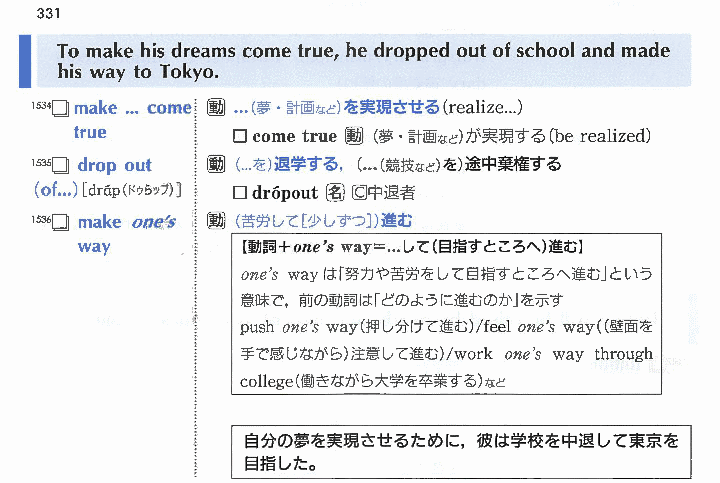 331
To make his dreams come true, he dropped out of school and made
his way to Tokyo.
1534 □ make ... come
true
動 …(夢・計画など)を実現させる(realize...)
□ come true 動 (夢・計画など)が実現する(be realized)
1535 □ drop out
(of...) [drɑ́p(ドゥらップ)]
動 (…を)退学する, (…(競技など)を)途中棄権する
□ drópout 名 C中退者
1536 □ make one's
way
動 (苦労して[少しずつ])進む
【動詞+one's way=…して(目指すところへ)進む】
one's way は「努力や苦労をして目指すところへ進む」という
意味で, 前の動詞は「どのように進むのか」を示す
push one's way(押し分けて進む)/feel one's way((壁面を
手で感じながら)注意して進む)/work one's way through
college(働きながら大学を卒業する)など
自分の夢を実現させるために, 彼は学校を中退して東京を
目指した。